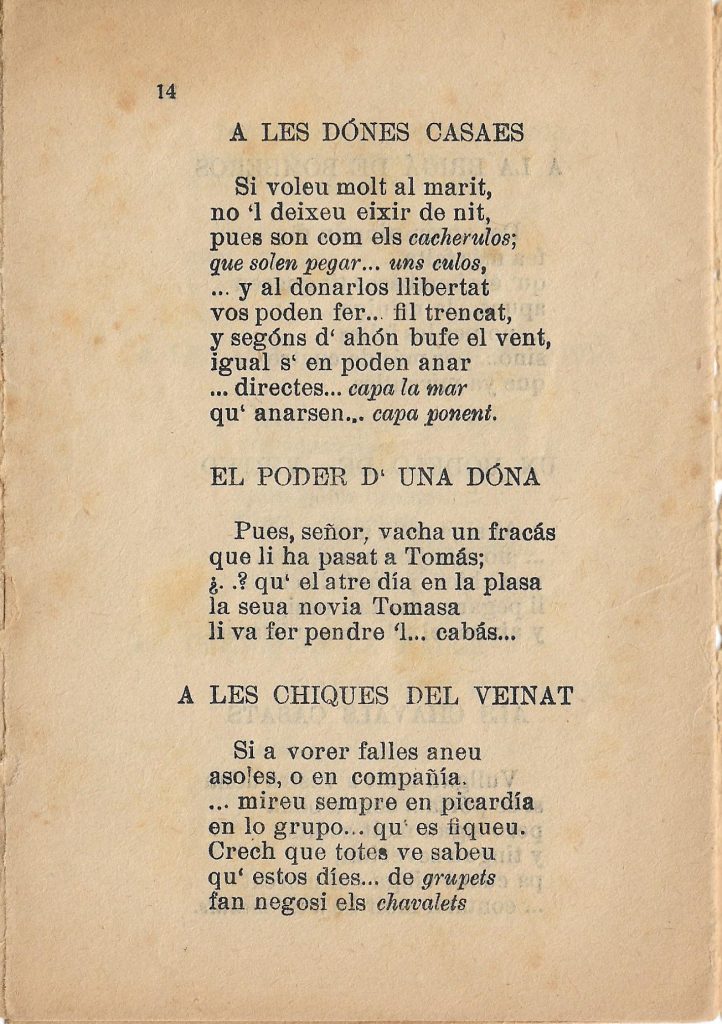 14
A LES DÓNES CASAES
Si voleu molt al marit,
no ‘l deixeu eixir de nit,
pues son com els cacherulos;
que solen pegar... uns culos,
... y al donarlos llibertat
vos poden fer... fil trencat,
y segóns d‘ ahón bufe el vent,
igual s‘ en poden anar
... directes... capa la mar
qu‘ anarsen... capa ponent.
EL PODER D‘ UNA DÓNA
Pues, señor, vacha un fracás
que li ha pasat a Tomás;
¿. .? qu‘ el atre día en la plasa
la seua novia Tomasa
li va fer pendre ‘l... cabás...
A LES CHIQUES DEL VEINAT
Si a vorer falles aneu
asoles, o en compañía.
... mireu sempre en picardía
en lo grupo... qu‘ es fiqueu.
Crech que totes ve sabeu
qu‘ estos díes... de grupets
fan negosi els chavalets